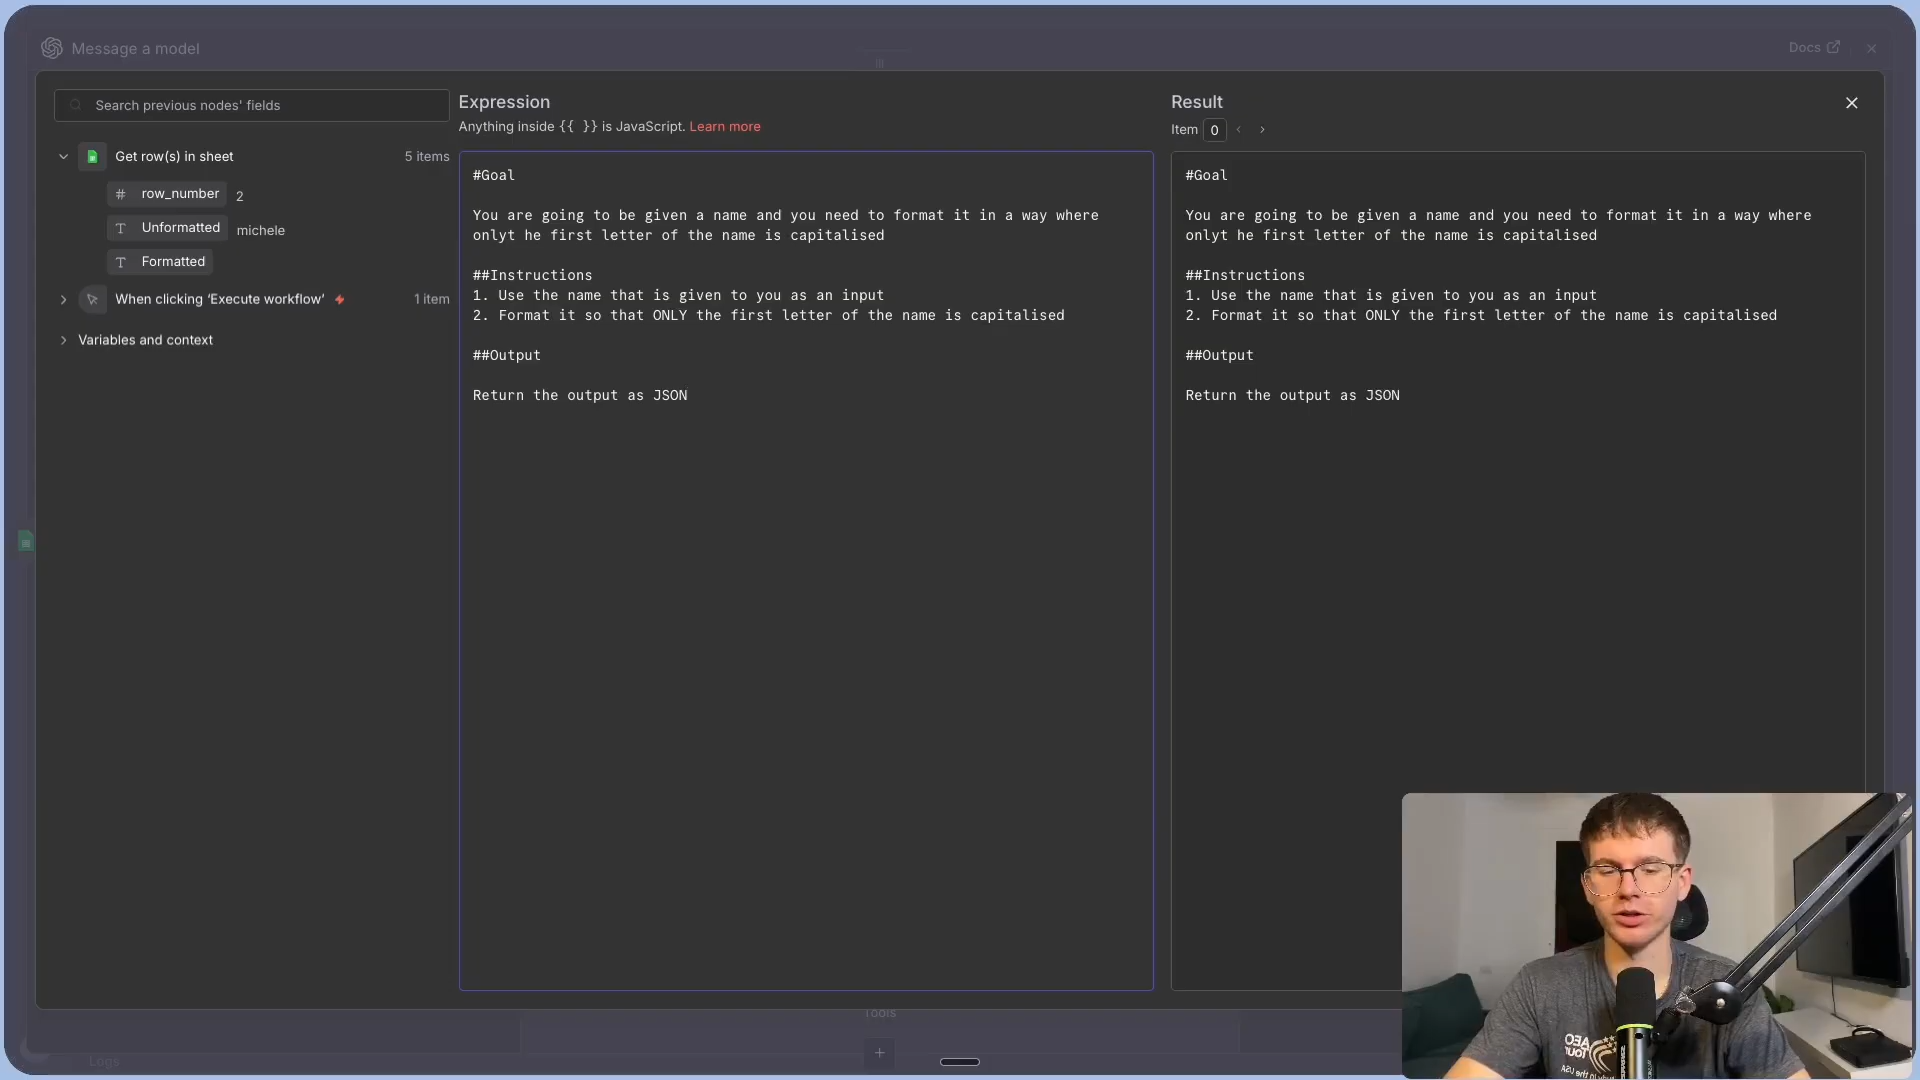 Message a model
Docs
Search previous nodes' fields
Get row(s) in sheet
5 items
# row_number 2
T Unformatted michele
T Formatted
When clicking ‘Execute workflow’
1 item
Variables and context
Expression
Anything inside {{ }} is JavaScript. Learn more
#Goal
You are going to be given a name and you need to format it in a way where
onlyt he first letter of the name is capitalised
##Instructions
1. Use the name that is given to you as an input
2. Format it so that ONLY the first letter of the name is capitalised
##Output
Return the output as JSON
Result
Item 0
#Goal
You are going to be given a name and you need to format it in a way where
onlyt he first letter of the name is capitalised
##Instructions
1. Use the name that is given to you as an input
2. Format it so that ONLY the first letter of the name is capitalised
##Output
Return the output as JSON
Tools
Logs
AEO
Tour